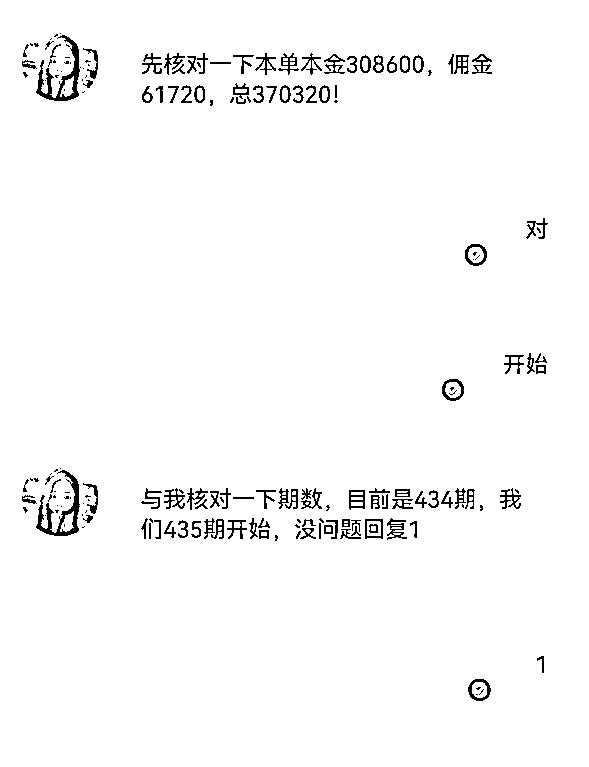 先核对一下本单本金308600，佣金
61720，总370320!
对
开始
与我核对一下期数，目前是434期，我
们435期开始，没问题回复1
1